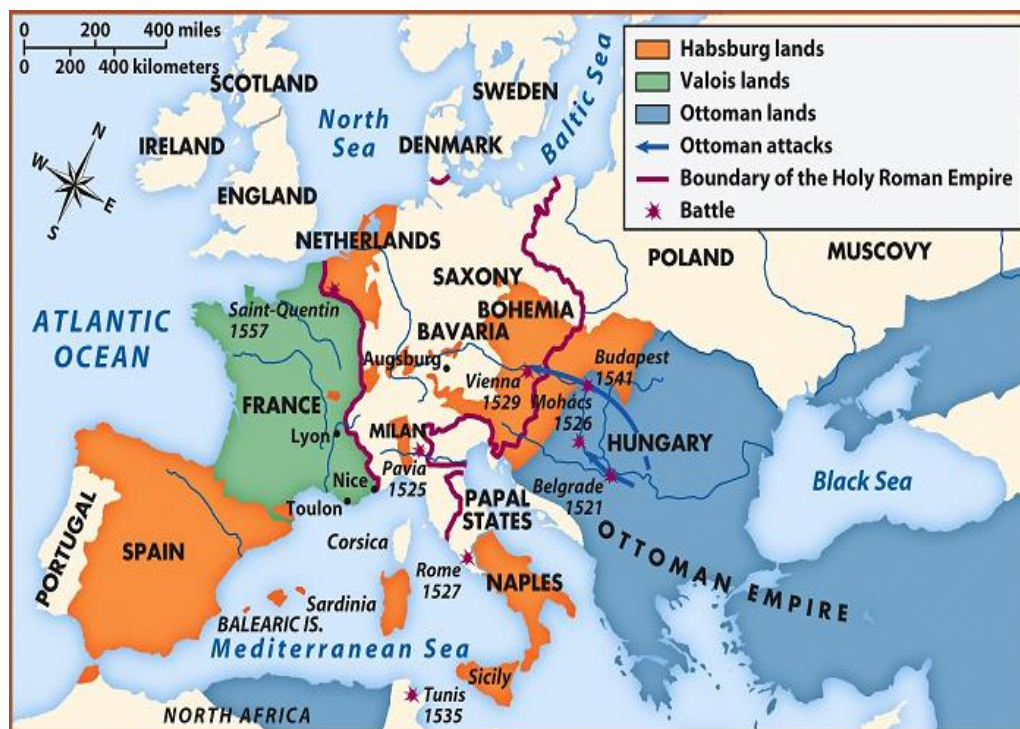 0 200 400 miles
0 200 400 kilometers
Habsburg lands
Valois lands
Ottoman lands
Ottoman attacks
Boundary of the Holy Roman Empire
Battle
N
W
E
S
SCOTLAND
IRELAND
ENGLAND
North
Sea
DENMARK
SWEDEN
Baltic Sea
NETHERLANDS
SAXONY
POLAND
MUSCOVY
BOHEMIA
BAVARIA
Saint-Quentin
1557
ATLANTIC
OCEAN
Augsburg
Vienna
1529
Budapest
1541
Mohács
1526
FRANCE
Lyon
MILAN
HUNGARY
Pavia
1525
Nice
Toulon
Belgrade
1521
Black Sea
PAPAL
STATES
PORTUGAL
SPAIN
Corsica
OTTOMAN EMPIRE
Rome
1527
NAPLES
Sardinia
BALEARIC IS.
Mediterranean Sea
Sicily
Tunis
1535
NORTH AFRICA